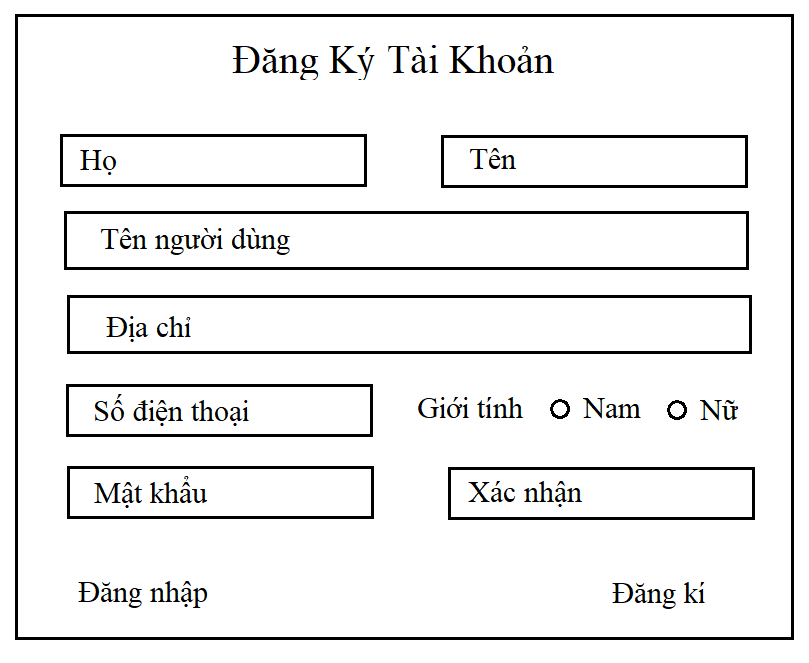 Đăng Ký Tài Khoản
Họ Tên
Tên người dùng
Địa chỉ
Số điện thoại Giới tính Nam Nữ
Mật khẩu Xác nhận
Đăng nhập Đăng kí